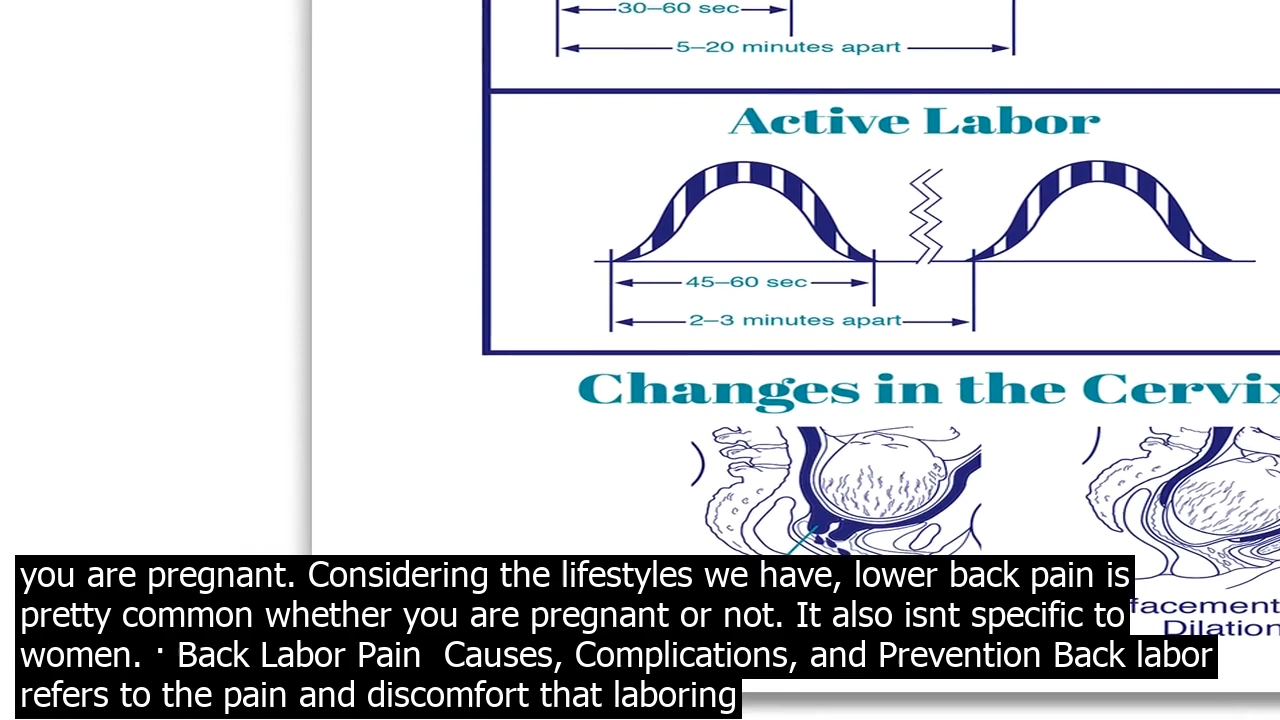 30–60 sec
5–20 minutes apart
Active Labor
45–60 sec
2–3 minutes apart
Changes in the Cervix
facement
Dilation
you are pregnant. Considering the lifestyles we have, lower back pain is
pretty common whether you are pregnant or not. It also isnt specific to
women. · Back Labor Pain  Causes, Complications, and Prevention Back labor
refers to the pain and discomfort that laboring